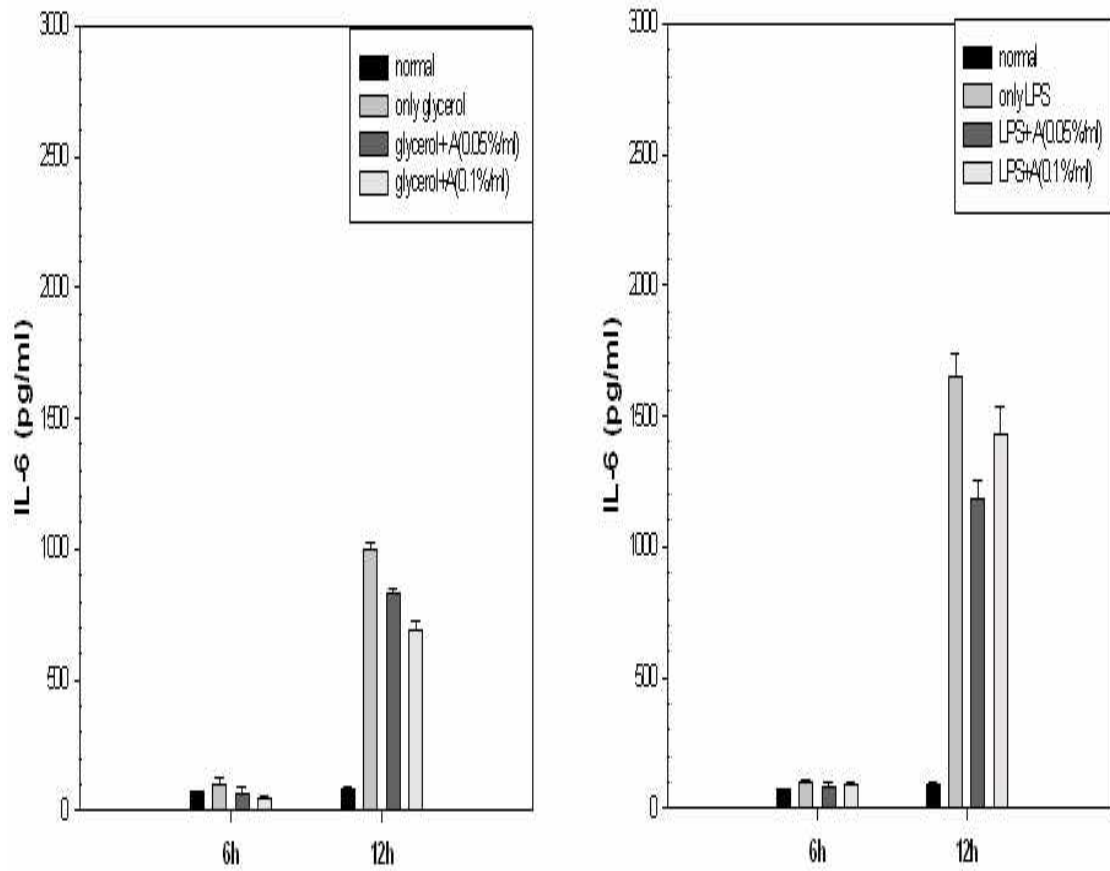 IL-6 (pg/ml)
3000
2500
2000
1500
1000
500
0
normal
only glycerol
glycerol+A(0.05%/ml)
glycerol+A(0.1%/ml)
6h
12h
IL-6 (pg/ml)
3000
2500
2000
1500
1000
500
0
normal
only LPS
LPS+A(0.05%/ml)
LPS+A(0.1%/ml)
6h
12h